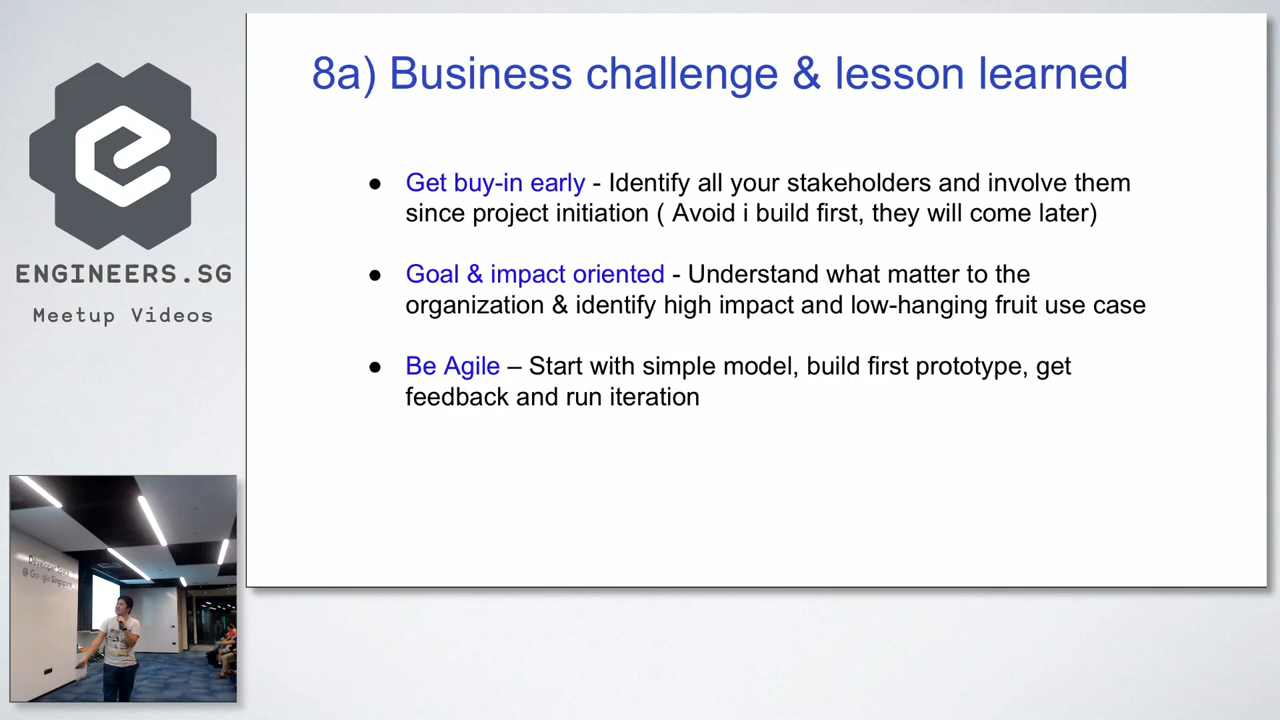 8a) Business challenge & lesson learned
● Get buy-in early - Identify all your stakeholders and involve them
since project initiation ( Avoid i build first, they will come later)
● Goal & impact oriented - Understand what matter to the
organization & identify high impact and low-hanging fruit use case
● Be Agile – Start with simple model, build first prototype, get
feedback and run iteration
ENGINEERS.SG
Meetup Videos
@ Google Singapore